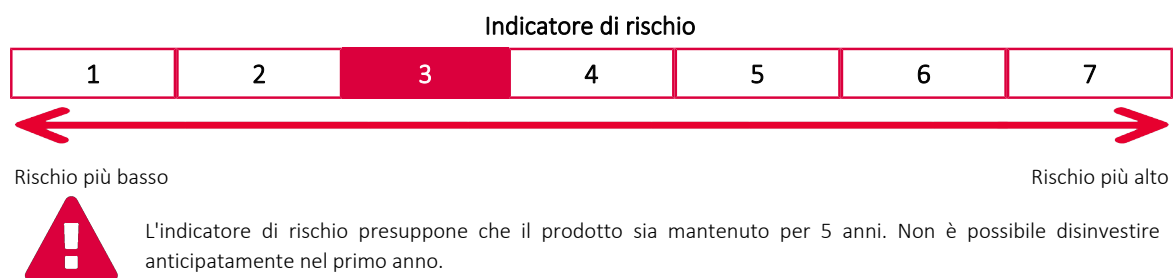 Indicatore di rischio
1 2 3 4 5 6 7
Rischio più basso Rischio più alto
L'indicatore di rischio presuppone che il prodotto sia mantenuto per 5 anni. Non è possibile disinvestire
anticipatamente nel primo anno.